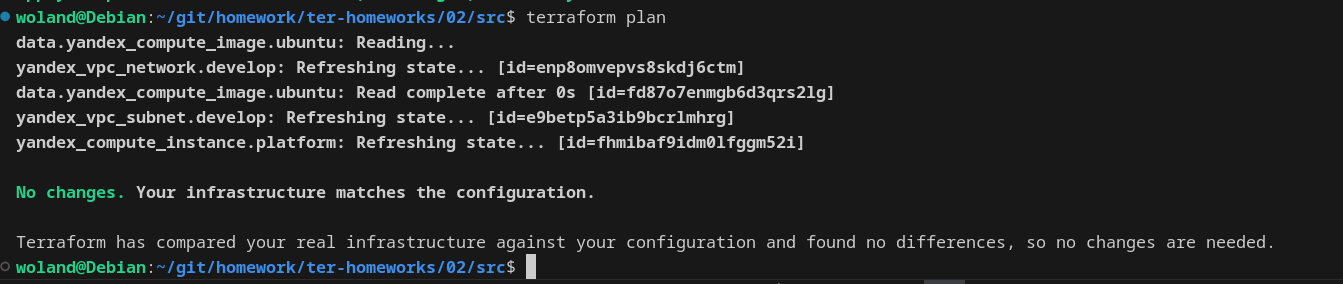 woland@Debian:~/git/homework/ter-homeworks/02/src$ terraform plan
data.yandex_compute_image.ubuntu: Reading...
yandex_vpc_network.develop: Refreshing state... [id=enp8omvepvs8skdj6ctm]
data.yandex_compute_image.ubuntu: Read complete after 0s [id=fd87o7enmgb6d3qrs2lg]
yandex_vpc_subnet.develop: Refreshing state... [id=e9betp5a3ib9bcrlmhrg]
yandex_compute_instance.platform: Refreshing state... [id=fhmibaf9idm0lfggm52i]
No changes. Your infrastructure matches the configuration.
Terraform has compared your real infrastructure against your configuration and found no differences, so no changes are needed.
woland@Debian:~/git/homework/ter-homeworks/02/src$